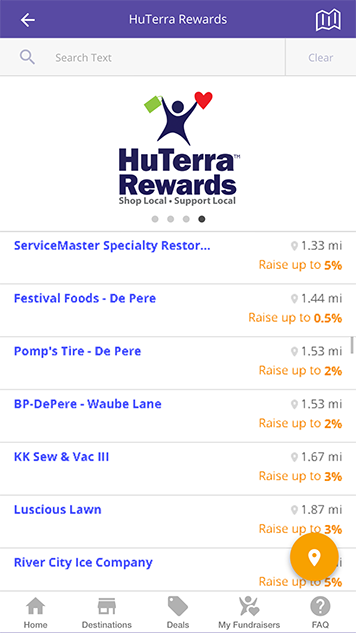 HuTerra Rewards
Search Text
Clear
HuTerra™
Rewards
Shop Local • Support Local
ServiceMaster Specialty Restor...
1.33 mi
Raise up to 5%
Festival Foods - De Pere
1.44 mi
Raise up to 0.5%
Pomp's Tire - De Pere
1.53 mi
Raise up to 2%
BP-DePere - Waube Lane
1.53 mi
Raise up to 2%
KK Sew & Vac III
1.67 mi
Raise up to 3%
Luscious Lawn
1.87 mi
Raise up to 3%
River City Ice Company
mi
Raise up to 5%
Home
Destinations
Deals
My Fundraisers
FAQ